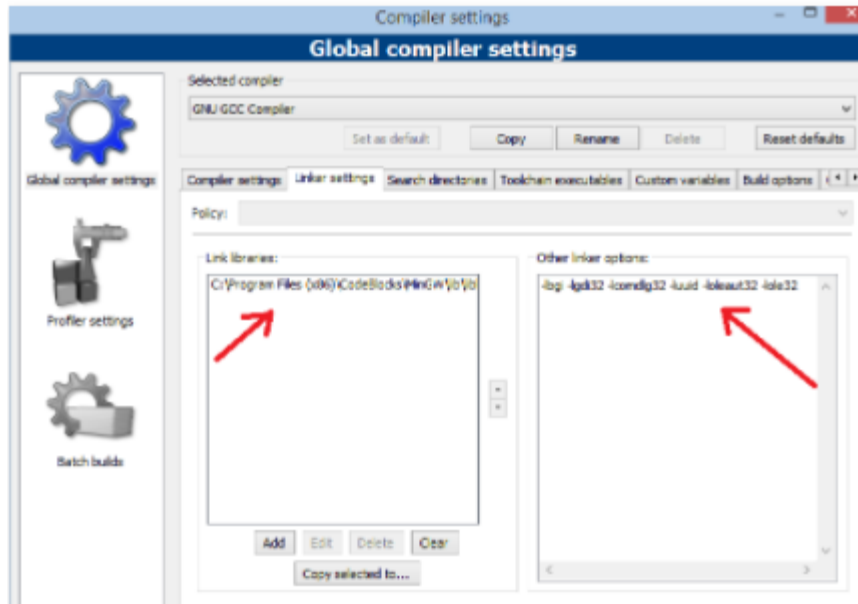 Compiler settings
Global compiler settings
Selected compiler
GNU GCC Compiler
Set as default Copy Rename Delete Reset defaults
Global compiler settings
Compiler settings Linker settings Search directories Toolchain executables Custom variables Build options
Policy:
Link libraries:
Other linker options:
C:\Program Files (x86)\CodeBlocks\MinGW\lib\lib
-lbgi -lgdi32 -lcomdlg32 -luuid -loleaut32 -lole32
Profiler settings
Batch builds
Add Edit Delete Clear
Copy selected to...